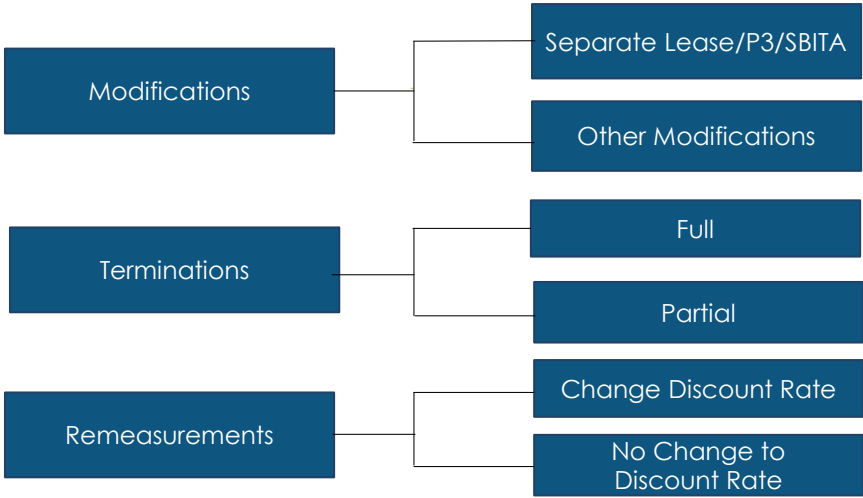 Modifications
Separate Lease/P3/SBITA
Other Modifications
Terminations
Full
Partial
Remeasurements
Change Discount Rate
No Change to
Discount Rate